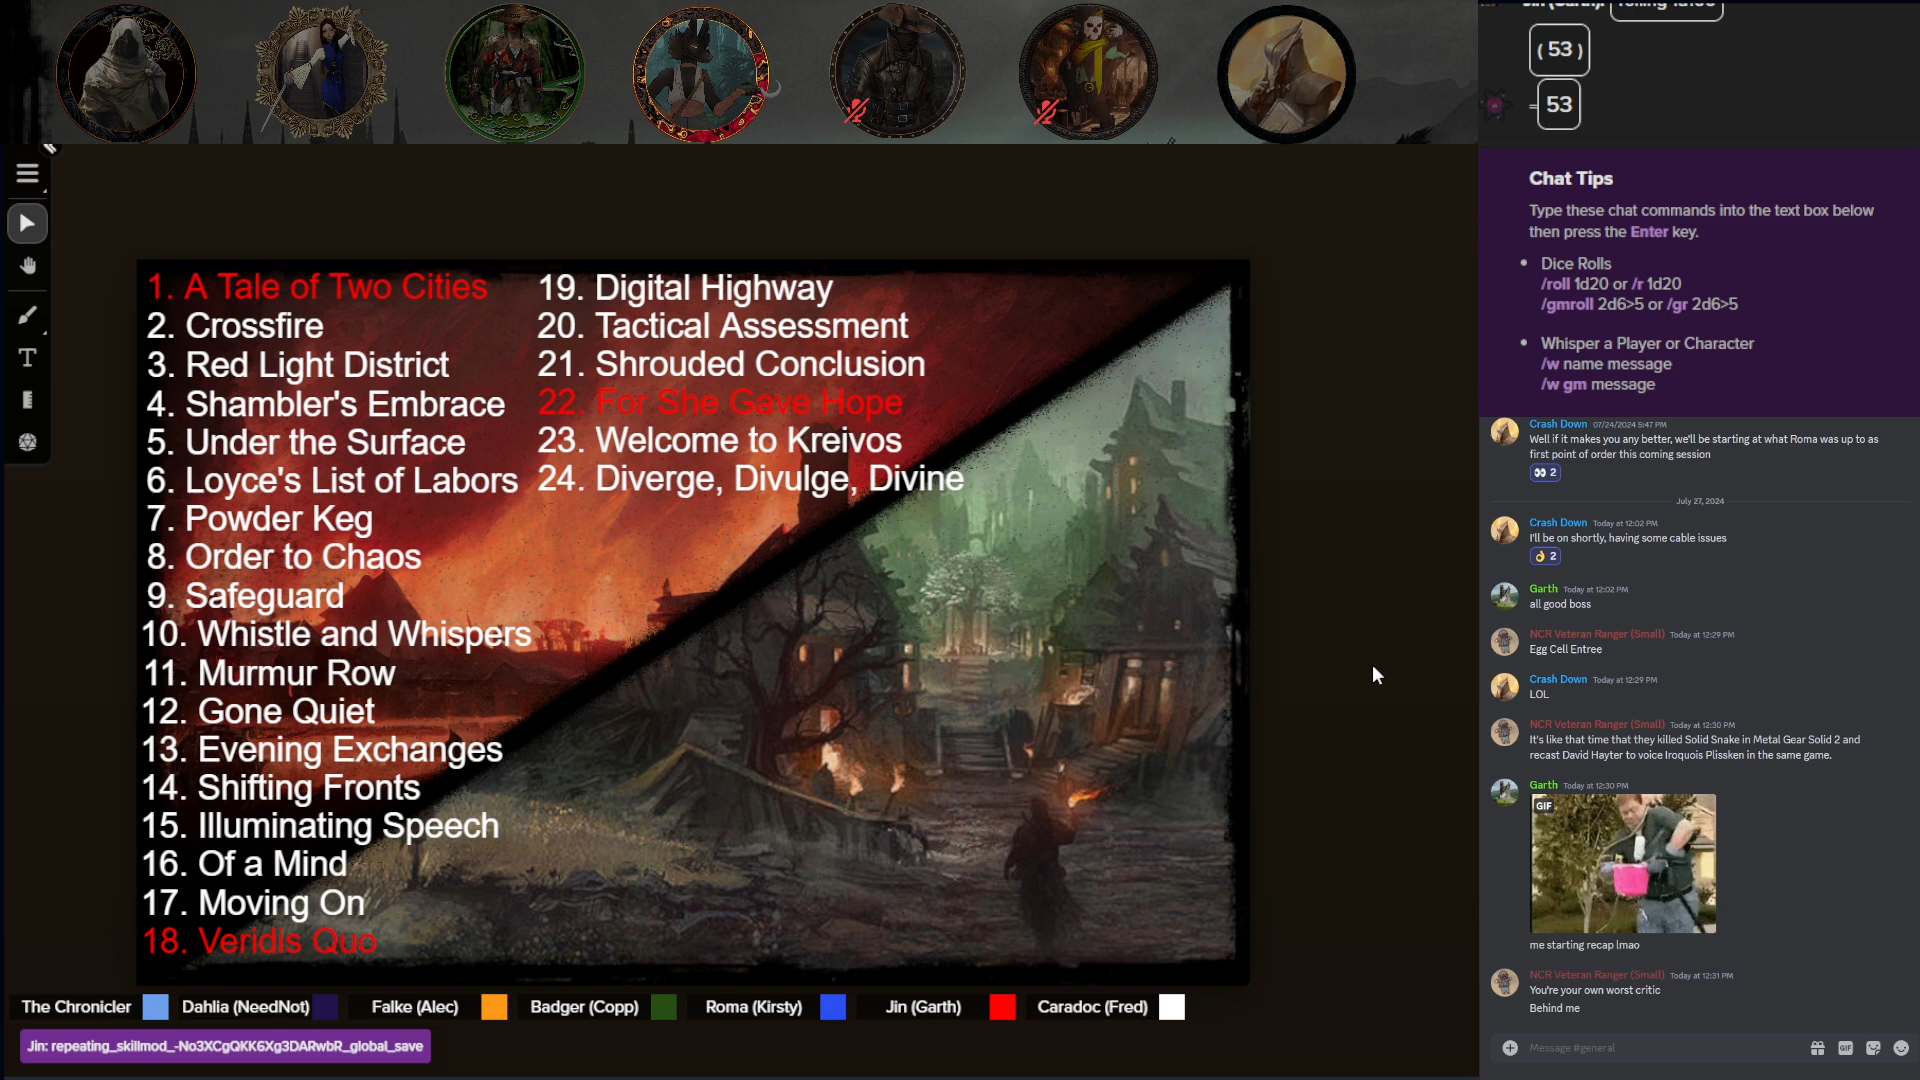 1. A Tale of Two Cities
2. Crossfire
3. Red Light District
4. Shambler's Embrace
5. Under the Surface
6. Loyce's List of Labors
7. Powder Keg
8. Order to Chaos
9. Safeguard
10. Whistle and Whispers
11. Murmur Row
12. Gone Quiet
13. Evening Exchanges
14. Shifting Fronts
15. Illuminating Speech
16. Of a Mind
17. Moving On
18. Veridis Quo
19. Digital Highway
20. Tactical Assessment
21. Shrouded Conclusion
22. For She Gave Hope
23. Welcome to Kreivos
24. Diverge, Divulge, Divine
The Chronicler
Dahlia (NeedNot)
Falke (Alec)
Badger (Copp)
Roma (Kirsty)
Jin (Garth)
Caradoc (Fred)
Jin: repeating_skillmod_-No3XCgQKK6Xg3DARwbR_global_save
(53)
=53
Chat Tips
Type these chat commands into the text box below
then press the Enter key.
Dice Rolls
/roll 1d20 or /r 1d20
/gmroll 2d6>5 or /gr 2d6>5
Whisper a Player or Character
/w name message
/w gm message
Crash Down 07/24/2024 5:47 PM
Well if it makes you any better, we'll be starting at what Roma was up to as
first point of order this coming session
2
July 27, 2024
Crash Down Today at 12:02 PM
I'll be on shortly, having some cable issues
2
Garth Today at 12:02 PM
all good boss
NCR Veteran Ranger (Small) Today at 12:29 PM
Egg Cell Entree
Crash Down Today at 12:29 PM
LOL
NCR Veteran Ranger (Small) Today at 12:30 PM
It's like that time that they killed Solid Snake in Metal Gear Solid 2 and
recast David Hayter to voice Iroquois Plissken in the same game.
Garth Today at 12:30 PM
GIF
me starting recap lmao
NCR Veteran Ranger (Small) Today at 12:31 PM
You're your own worst critic
Behind me
Message #general
GIF